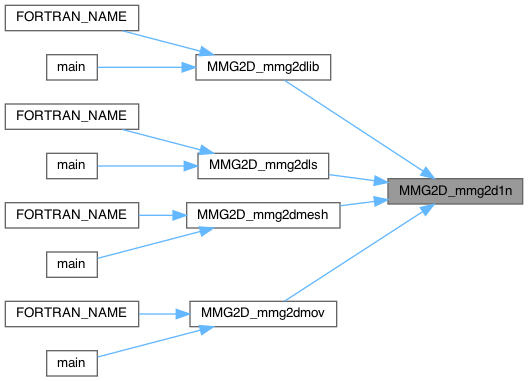 FORTRAN_NAME
main
MMG2D_mmg2dlib
FORTRAN_NAME
main
MMG2D_mmg2dls
MMG2D_mmg2d1n
FORTRAN_NAME
MMG2D_mmg2dmesh
main
FORTRAN_NAME
MMG2D_mmg2dmov
main